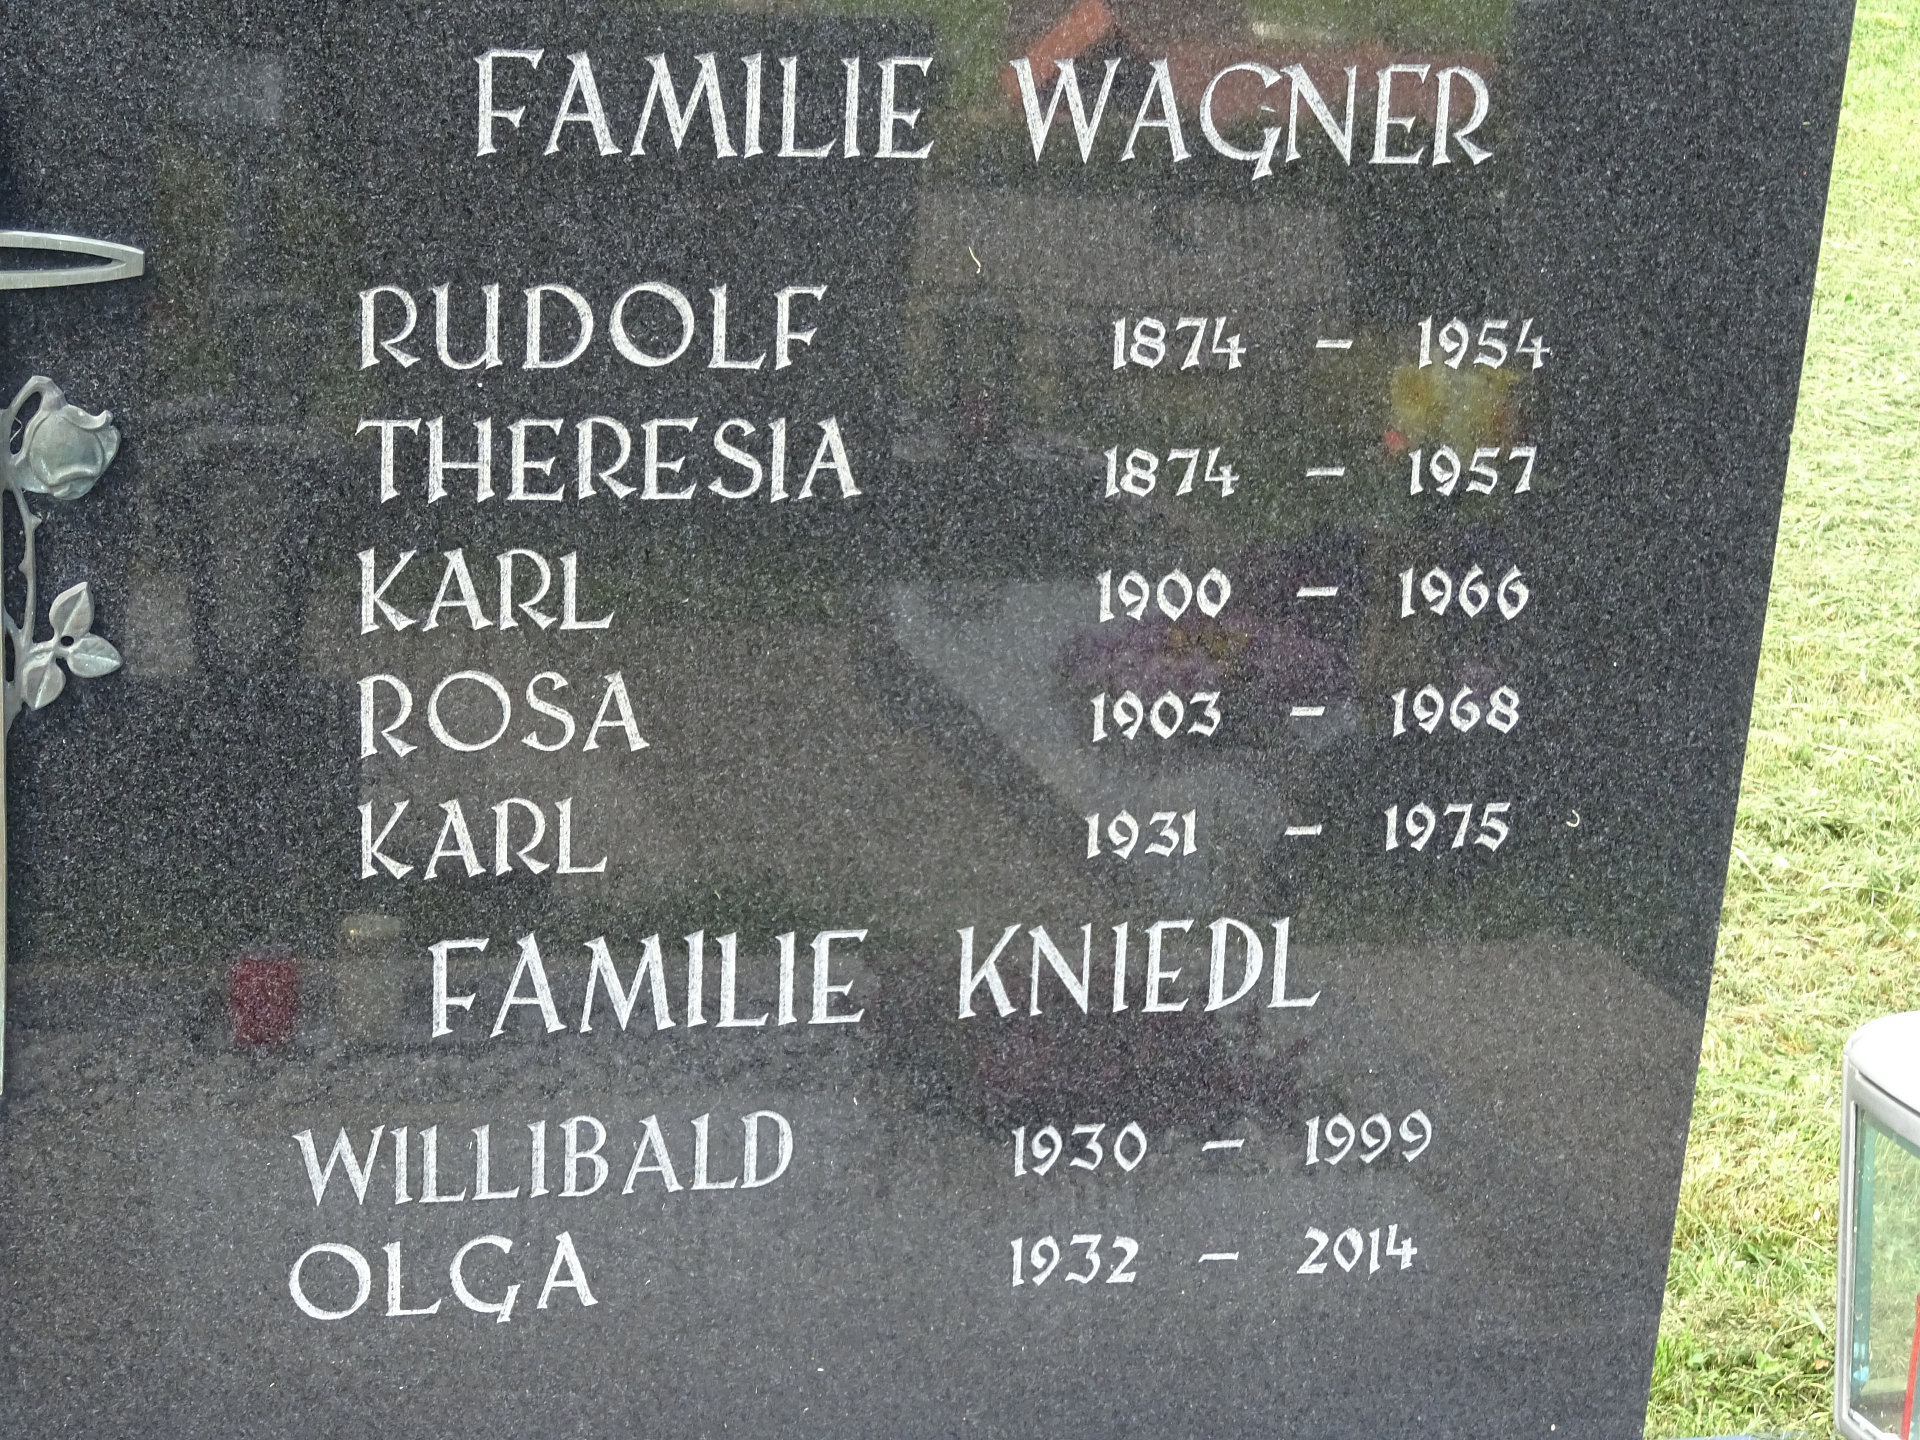 FAMILIE WAGNER
RUDOLF 1874 – 1954
THERESIA 1874 – 1957
KARL 1900 – 1966
ROSA 1903 – 1968
KARL 1931 – 1975
FAMILIE KNIEDL
WILLIBALD 1930 – 1999
OLGA 1932 – 2014